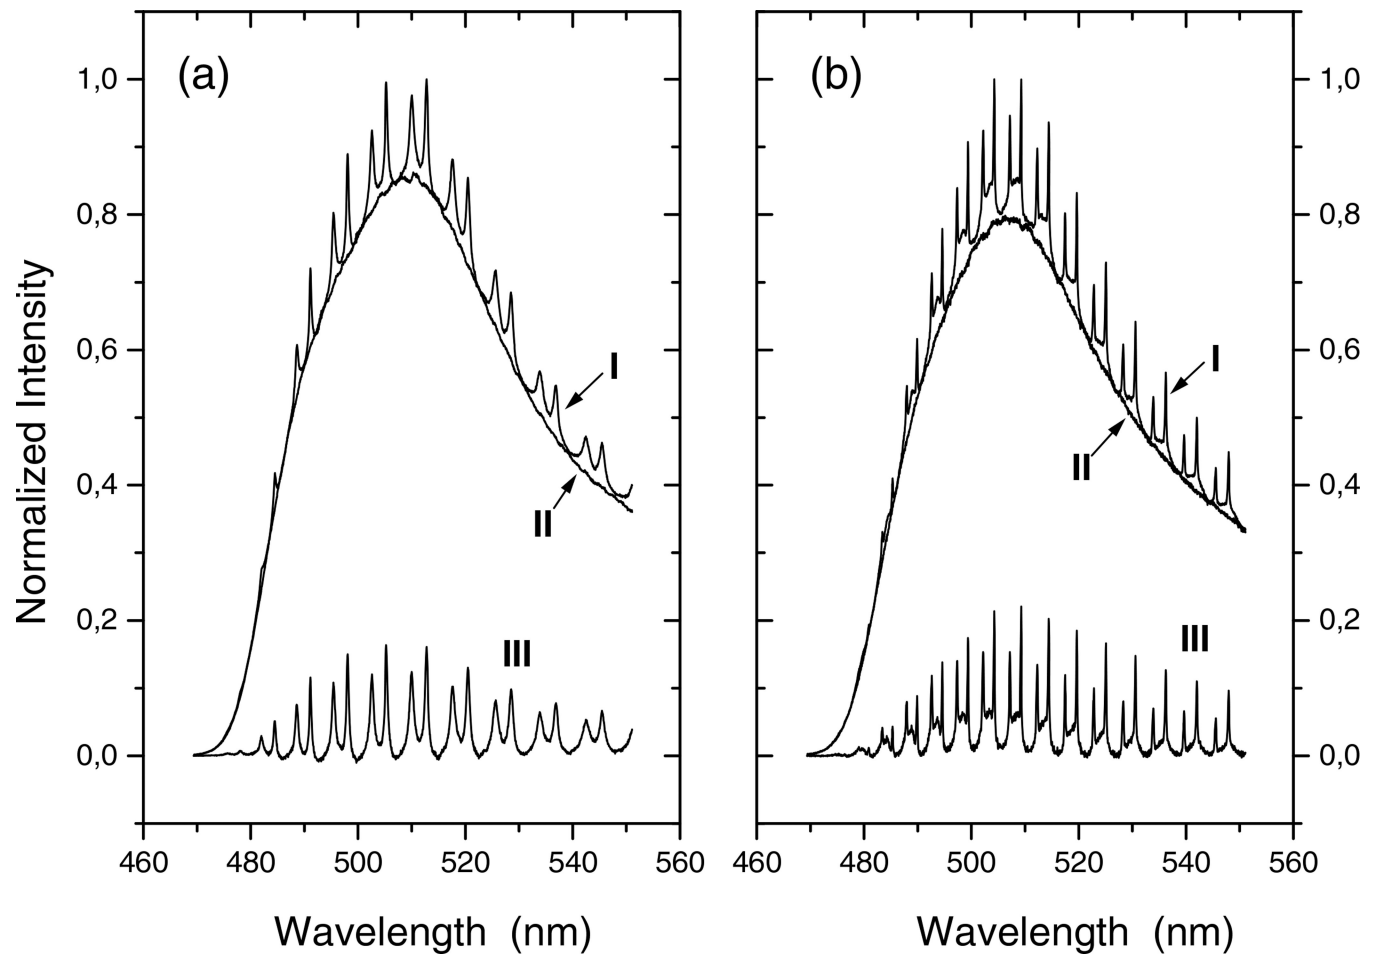 (a) (b)
1,0 1,0
0,8 0,8
0,6 I I 0,6
II
0,4 0,4
II
III III
0,2 0,2
0,0 0,0
460 480 500 520 540 560 460 480 500 520 540 560
Wavelength (nm) Wavelength (nm)
Normalized Intensity